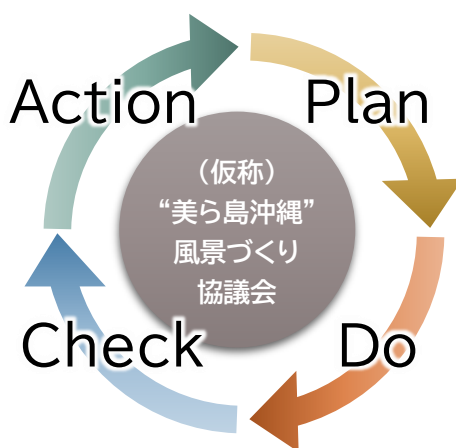 Action
Plan
（仮称）
“美ら島沖縄”
風景づくり
協議会
Check
Do